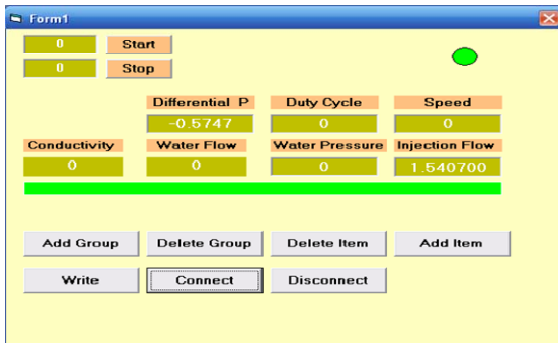 Form1
0 Start
0 Stop
Differential P Duty Cycle Speed
-0.5747 0 0
Conductivity Water Flow Water Pressure Injection Flow
0 0 0 1.540700
Add Group Delete Group Delete Item Add Item
Write Connect Disconnect